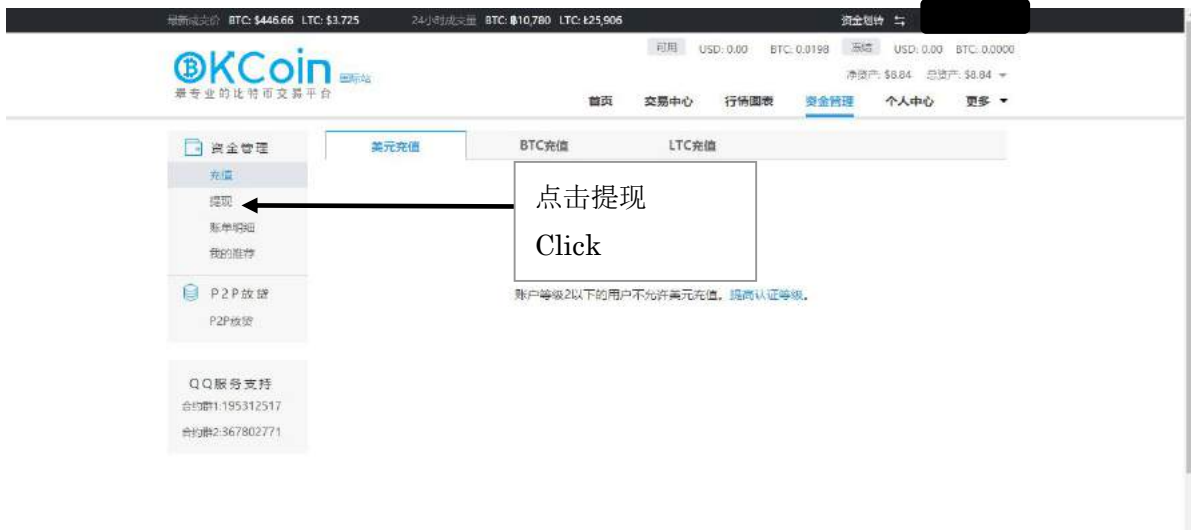 最新成交价 BTC: $446.66 LTC: $3.725 24小时成交量 BTC: ฿10,780 LTC: Ł25,906 资金划转
可用 USD: 0.00 BTC: 0.0198 冻结 USD: 0.00 BTC: 0.0000
OKCoin 国际站
净资产: $8.84 总资产: $8.84
最专业的比特币交易平台
首页 交易中心 行情图表 资金管理 个人中心 更多
资金管理
美元充值 BTC充值 LTC充值
充值
提现
账单明细
我的推荐
点击提现
Click
P2P放贷
P2P放贷
账户等级2以下的用户不允许美元充值。提高认证等级。
QQ服务支持
合约群1:195312517
合约群2:367802771